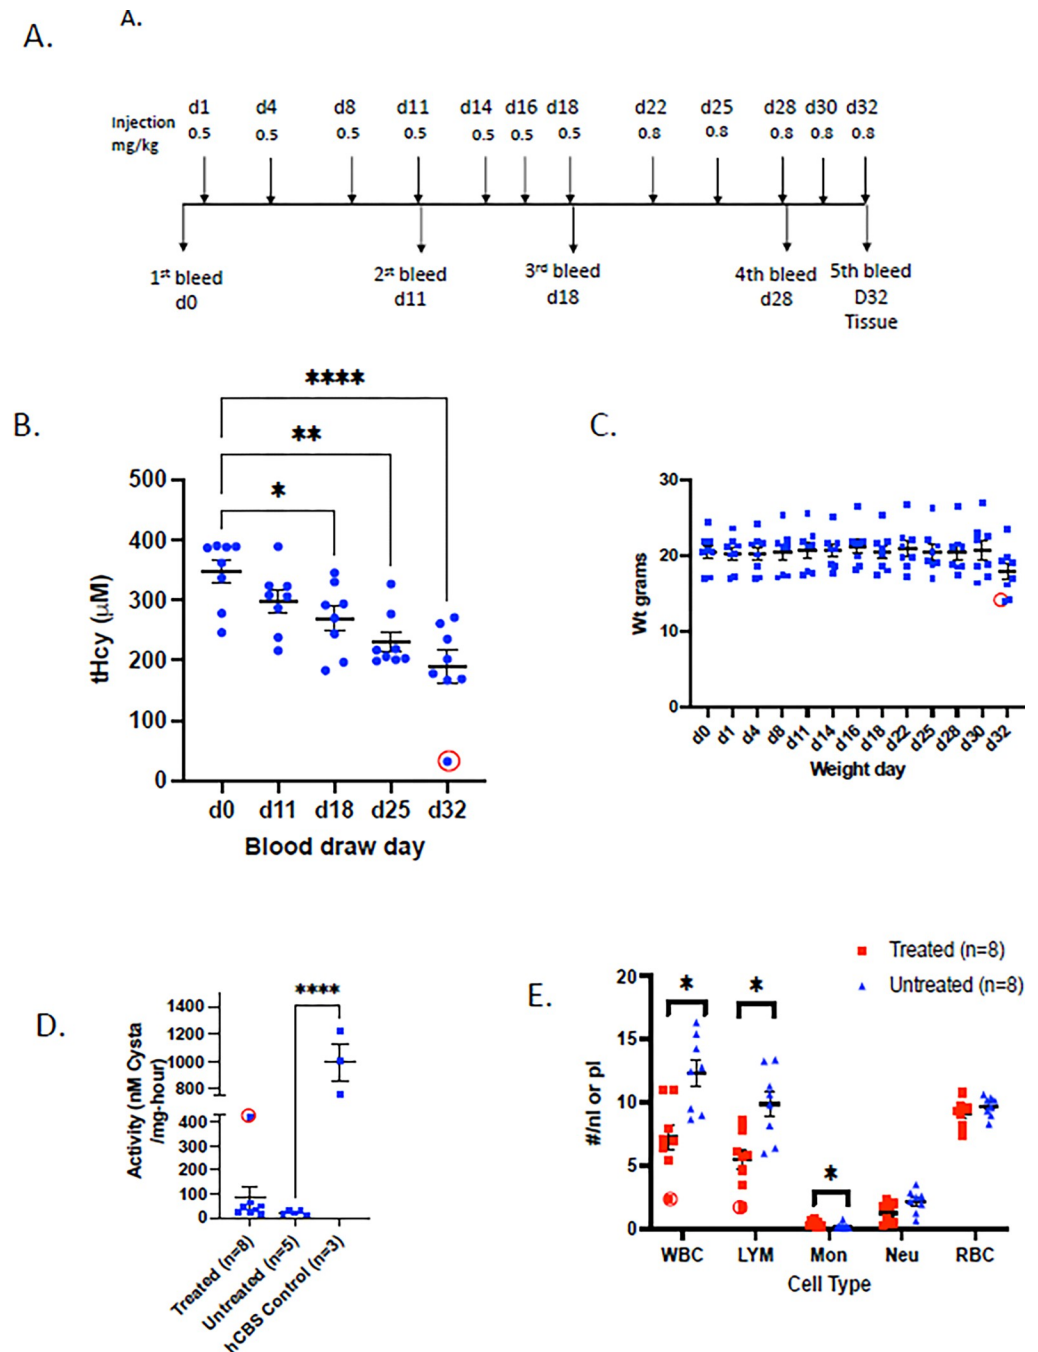 A.
A.
d1 d4 d8 d11 d14 d16 d18 d22 d25 d28 d30 d32
Injection 0.5 0.5 0.5 0.5 0.5 0.5 0.5 0.8 0.8 0.8 0.8 0.8
mg/kg
1st bleed 2st bleed 3rd bleed 4th bleed 5th bleed
d0 d11 d18 d28 D32
Tissue
B.
****
**
*
500
400
300
200
100
0
tHcy (µM)
d0 d11 d18 d25 d32
Blood draw day
C.
30
20
10
0
Wt grams
d0 d1 d4 d8 d11 d14 d16 d18 d22 d25 d28 d30 d32
Weight day
D.
****
1400
1200
1000
800
400
300
200
100
0
Activity (nM Cysta
/mg-hour)
Treated (n=8)
Untreated (n=5)
hCBS Control (n=3)
E.
Treated (n=8)
Untreated (n=8)
* *
*
20
15
10
5
0
#/nl or pl
WBC LYM Mon Neu RBC
Cell Type